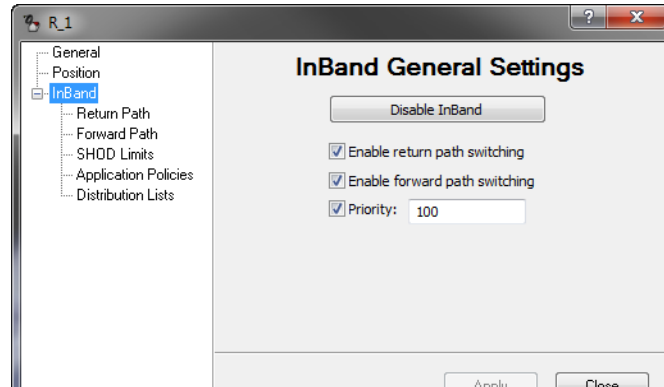 R_1
General
Position
InBand
Return Path
Forward Path
SHOD Limits
Application Policies
Distribution Lists
InBand General Settings
Disable InBand
Enable return path switching
Enable forward path switching
Priority: 100
Apply Close